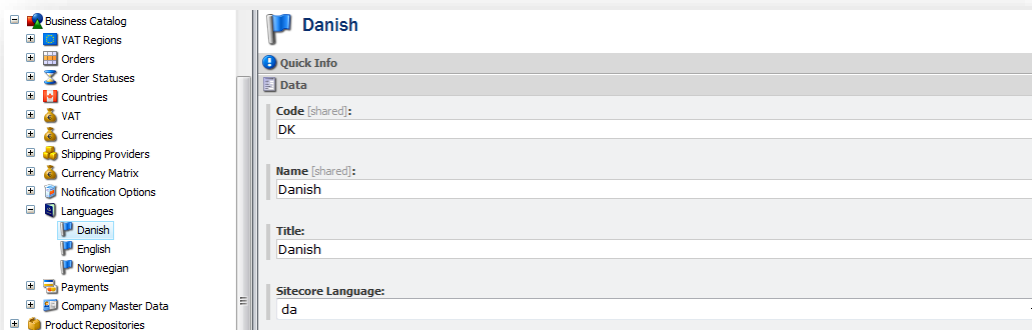 Business Catalog
VAT Regions
Orders
Order Statuses
Countries
VAT
Currencies
Shipping Providers
Currency Matrix
Notification Options
Languages
Danish
English
Norwegian
Payments
Company Master Data
Product Repositories
Danish
Quick Info
Data
Code [shared]:
DK
Name [shared]:
Danish
Title:
Danish
Sitecore Language:
da